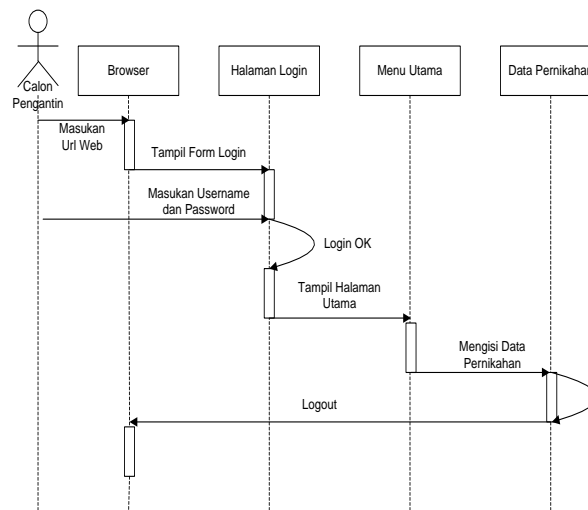 Calon
Pengantin
Browser
Halaman Login
Menu Utama
Data Pernikahan
Masukan
Url Web
Tampil Form Login
Masukan Username
dan Password
Login OK
Tampil Halaman
Utama
Mengisi Data
Pernikahan
Logout